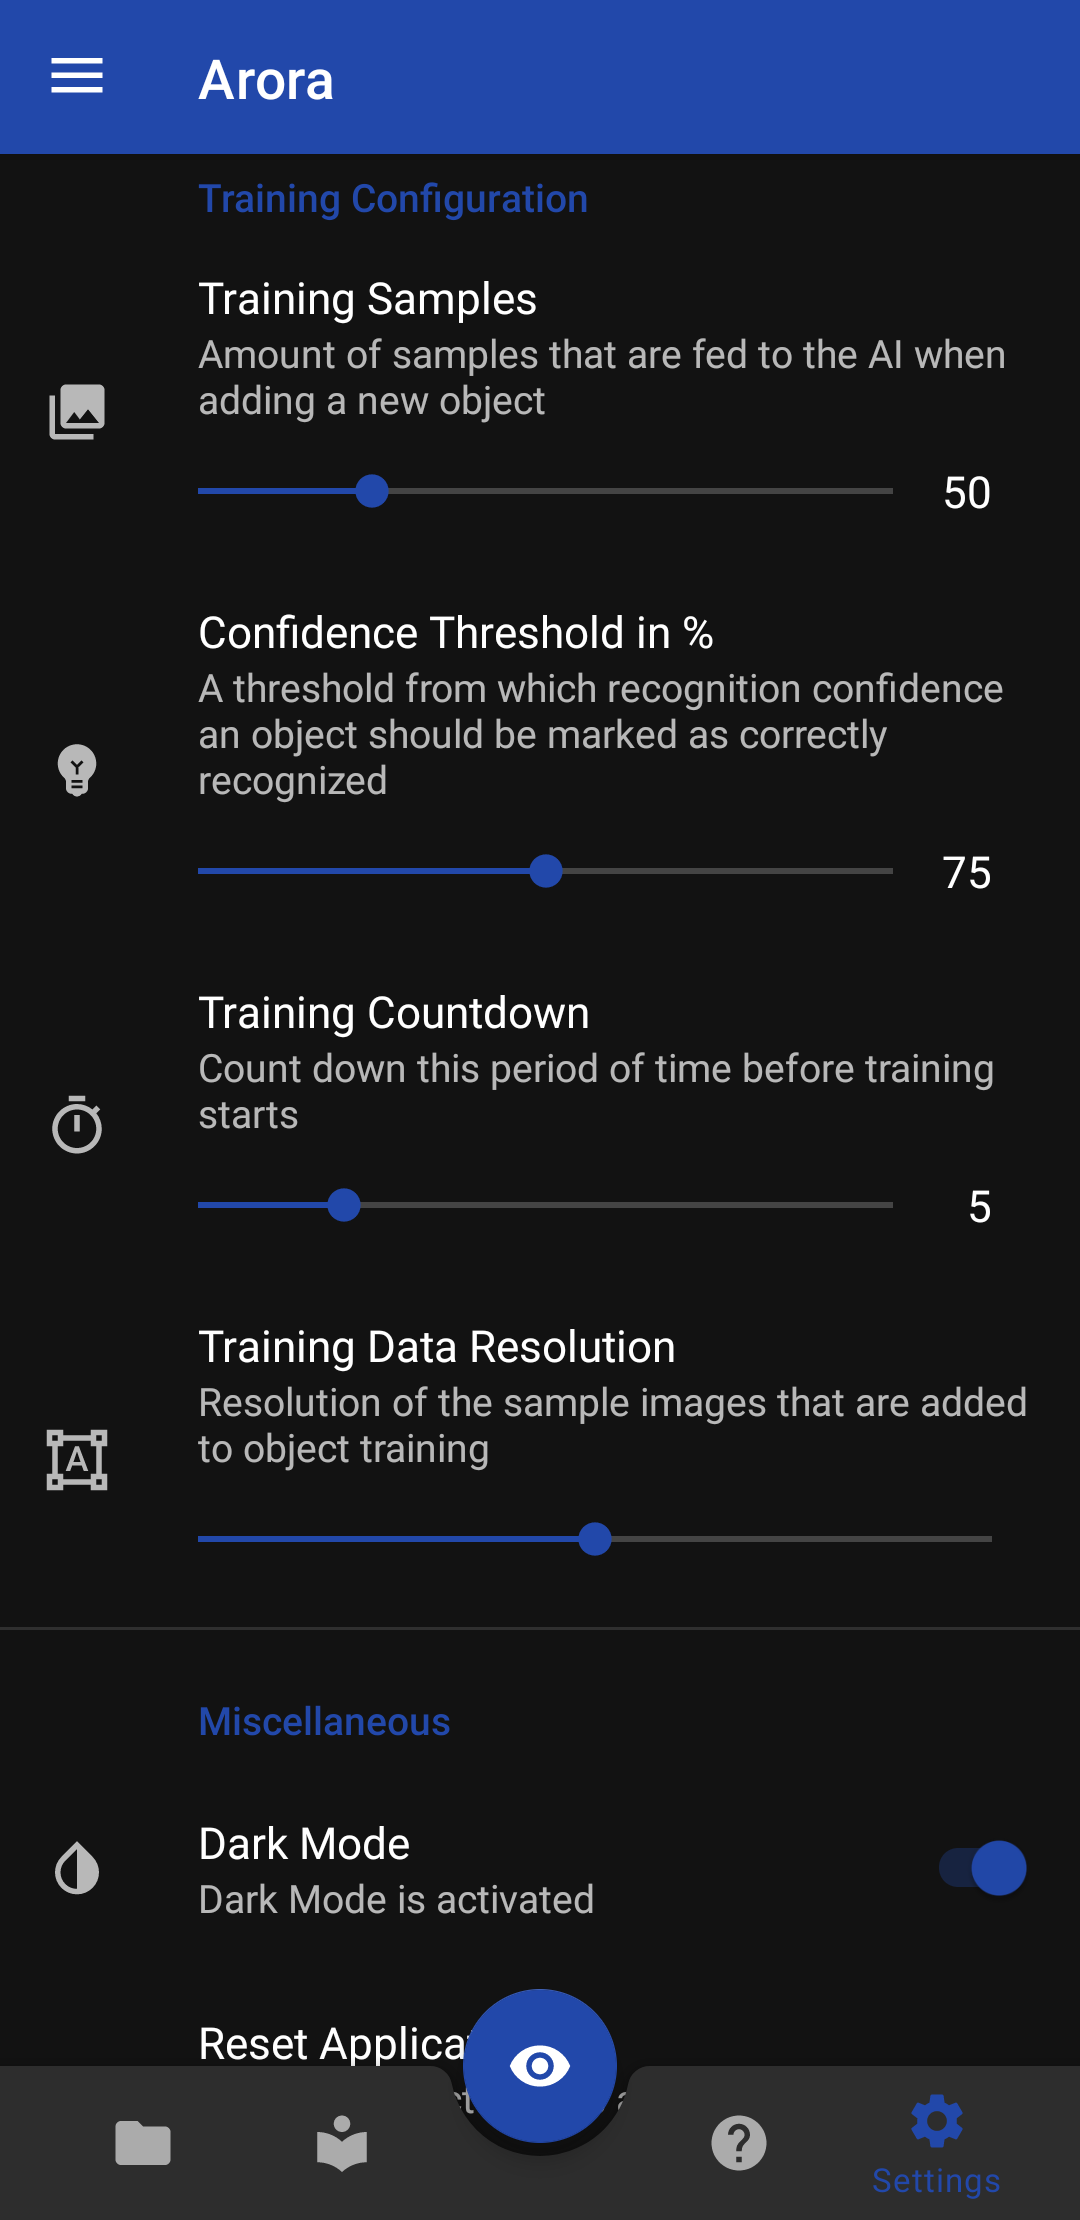 Arora
Training Configuration
Training Samples
Amount of samples that are fed to the AI when
adding a new object
50
Confidence Threshold in %
A threshold from which recognition confidence
an object should be marked as correctly
recognized
75
Training Countdown
Count down this period of time before training
starts
5
Training Data Resolution
Resolution of the sample images that are added
to object training
A
Miscellaneous
Dark Mode
Dark Mode is activated
Reset
Settings